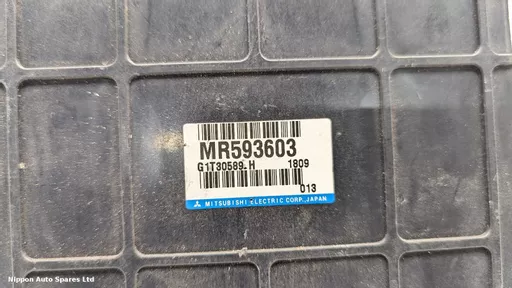 MR593603
G1T30589.H 1809
013
MITSUBISHI ELECTRIC CORP.,JAPAN
Nippon Auto Spares Ltd